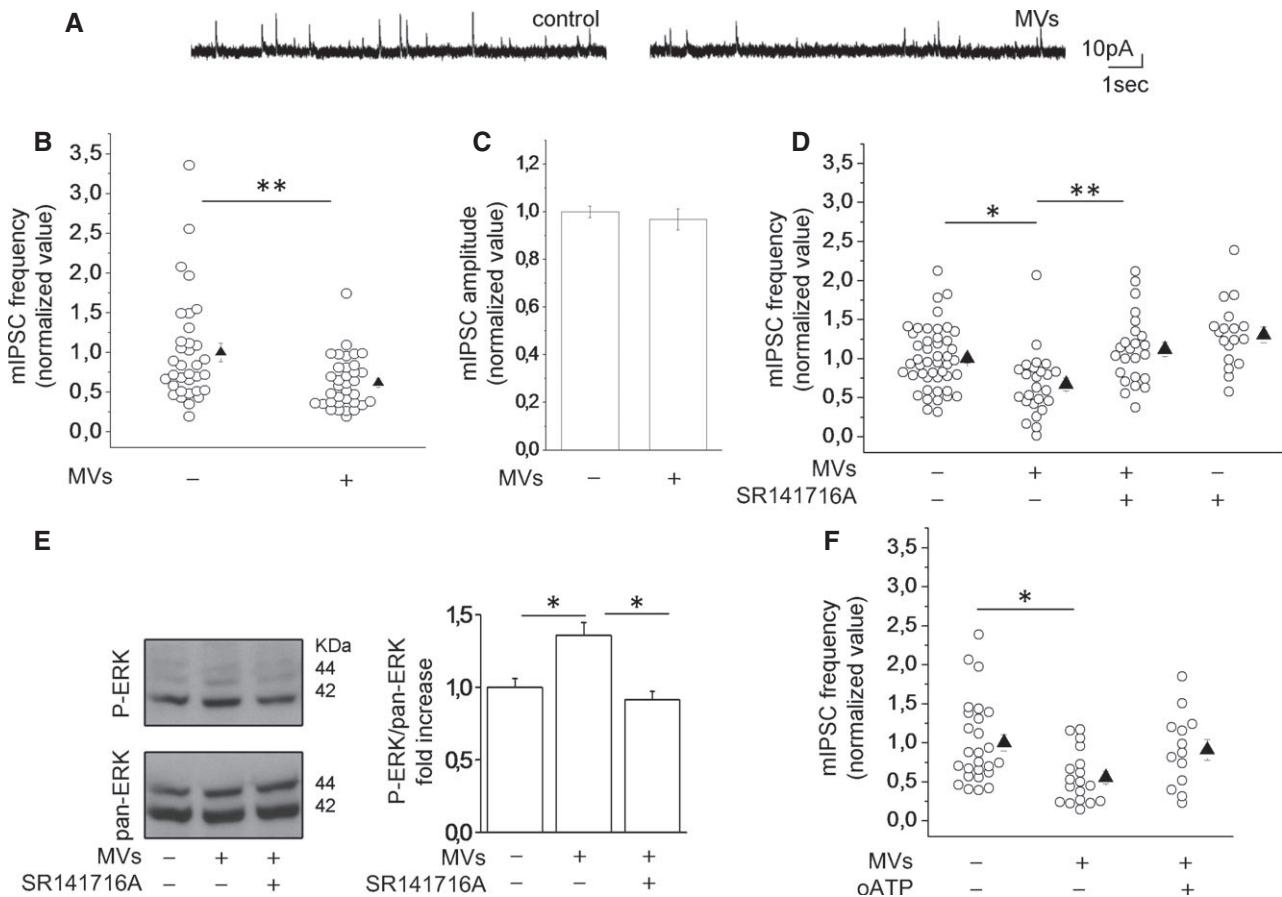 A
control
MVs
10pA
1sec
B
mIPSC frequency
(normalized value)
3,5
3,0
2,5
2,0
1,5
1,0
0,5
0,0
**
MVs – +
C
mIPSC amplitude
(normalized value)
1,2
1,0
0,8
0,6
0,4
0,2
0,0
MVs – +
D
mIPSC frequency
(normalized value)
3,5
3,0
2,5
2,0
1,5
1,0
0,5
0,0
*
**
MVs – + + –
SR141716A – – + +
E
P-ERK
KDa
44
42
pan-ERK
44
42
MVs – + +
SR141716A – – +
P-ERK/pan-ERK
fold increase
1,5
1,0
0,5
0,0
*
*
MVs – + +
SR141716A – – +
F
mIPSC frequency
(normalized value)
3,5
3,0
2,5
2,0
1,5
1,0
0,5
0,0
*
MVs – + +
oATP – – +